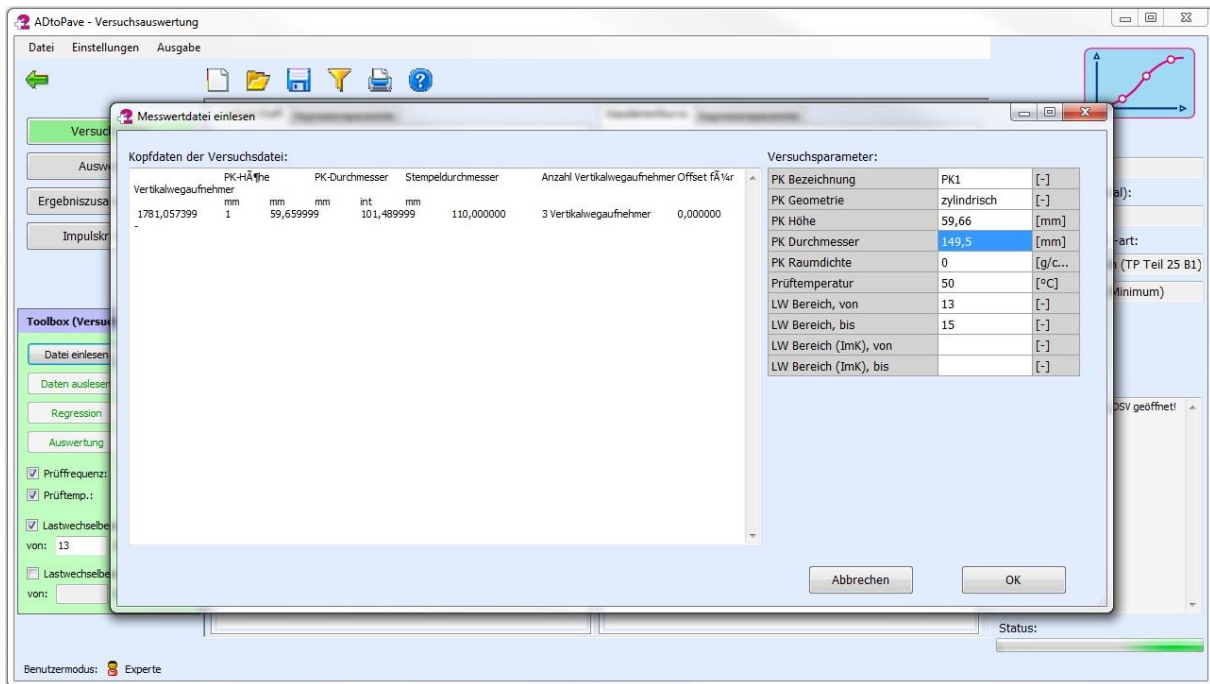 ADtoPave - Versuchsauswertung
Datei Einstellungen Ausgabe
Messwertdatei einlesen
Kopfdaten der Versuchsdatei:
PK-HÃ¶he PK-Durchmesser Stempeldurchmesser Anzahl Vertikalwegaufnehmer Offset fÃ¼r
Vertikalwegaufnehmer
mm mm mm int mm
1781,057399 1 59,659999 101,489999 110,000000 3 Vertikalwegaufnehmer 0,000000
-
Versuchsparameter:
PK Bezeichnung PK1 [-]
PK Geometrie zylindrisch [-]
PK Höhe 59,66 [mm]
PK Durchmesser 149,5 [mm]
PK Raumdichte 0 [g/c...
Prüftemperatur 50 [°C]
LW Bereich, von 13 [-]
LW Bereich, bis 15 [-]
LW Bereich (ImK), von [-]
LW Bereich (ImK), bis [-]
Abbrechen OK
Versuc
Ausw
Ergebniszusa
Impulskr
Toolbox (Versu
Datei einlesen
Daten auslesen
Regression
Auswertung
Prüffrequenz:
Prüftemp.:
Lastwechselbe
von: 13
Lastwechselbe
von:
al):
-art:
(TP Teil 25 B1)
Minimum)
DSV geöffnet!
Status:
Benutzermodus: Experte